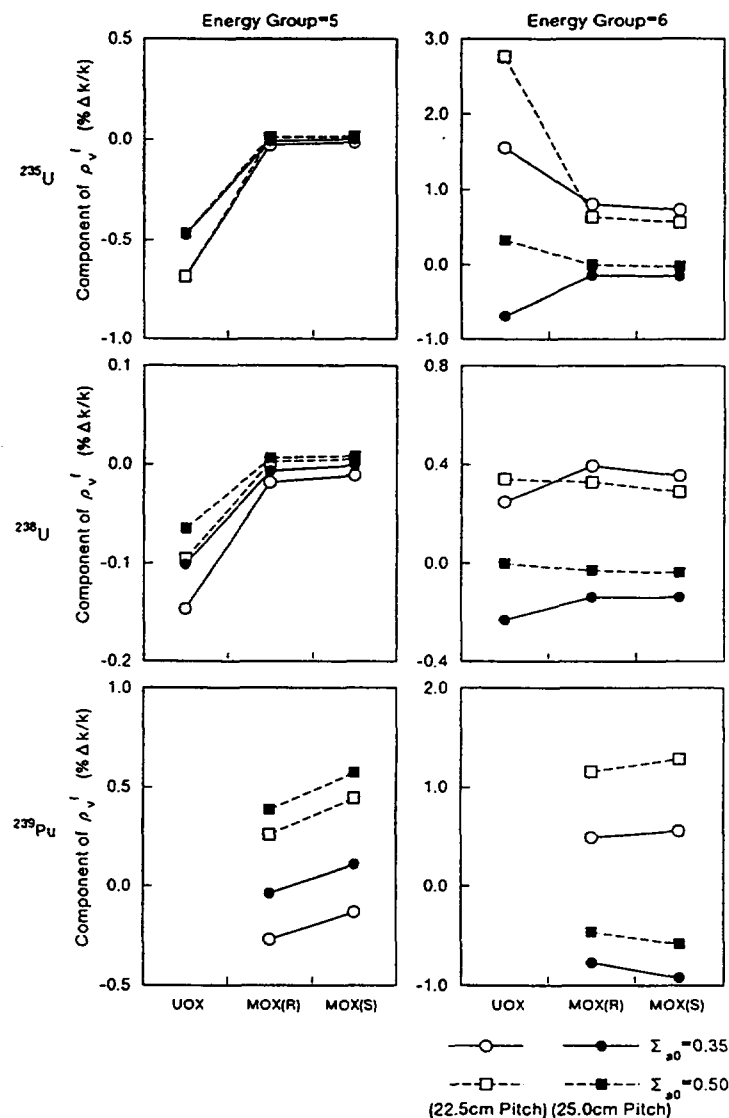 Energy Group=5
Energy Group=6
²³⁵U
Component of ρᵥᶠ (%Δk/k)
0.5
0.0
-0.5
-1.0
3.0
2.0
1.0
0.0
-1.0
²³⁸U
Component of ρᵥᶠ (%Δk/k)
0.1
0.0
-0.1
-0.2
0.8
0.4
0.0
-0.4
²³⁹Pu
Component of ρᵥᶠ (%Δk/k)
1.0
0.5
0.0
-0.5
2.0
1.0
0.0
-1.0
UOX MOX(R) MOX(S)
UOX MOX(R) MOX(S)
Σₐ₀=0.35
Σₐ₀=0.50
(22.5cm Pitch) (25.0cm Pitch)